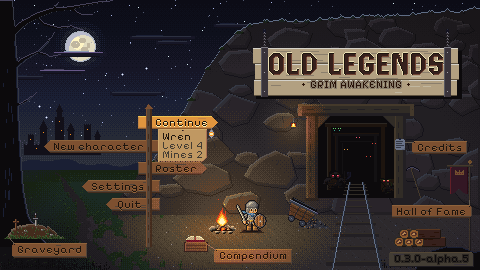 OLD LEGENDS
• GRIM AWAKENING •
Continue
Wren
Level 4
Mines 2
New character
Roster
Credits
Settings
Quit
Hall of Fame
Graveyard
Compendium
0.3.0-alpha.5